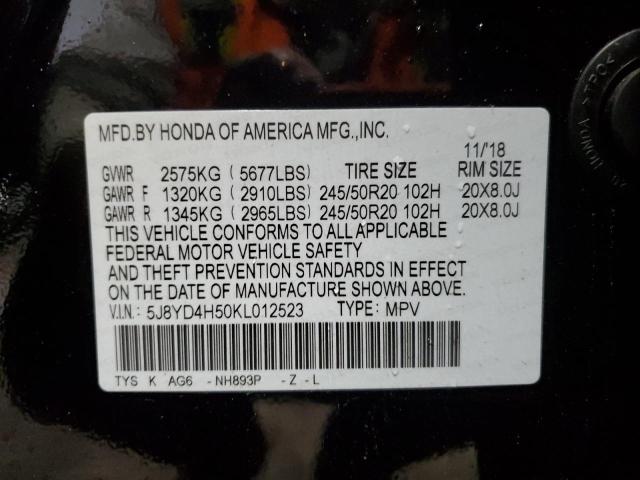 MFD.BY HONDA OF AMERICA MFG.,INC.
11/'18
GVWR 2575KG ( 5677LBS) TIRE SIZE RIM SIZE
GAWR F 1320KG ( 2910LBS) 245/50R20 102H 20X8.0J
GAWR R 1345KG ( 2965LBS) 245/50R20 102H 20X8.0J
THIS VEHICLE CONFORMS TO ALL APPLICABLE
FEDERAL MOTOR VEHICLE SAFETY
AND THEFT PREVENTION STANDARDS IN EFFECT
ON THE DATE OF MANUFACTURE SHOWN ABOVE.
V.I.N.: 5J8YD4H50KL012523 TYPE: MPV
TYS K AG6 -NH893P -Z -L
HONDA >TPO<